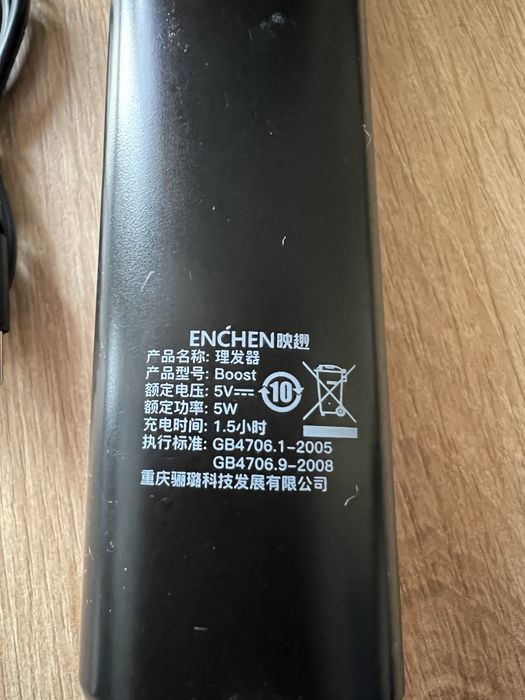 ENCHEN映趣
产品名称: 理发器
产品型号: Boost
额定电压: 5V⎓
额定功率: 5W
充电时间: 1.5小时
执行标准: GB4706.1-2005
GB4706.9-2008
重庆骊璐科技发展有限公司
10